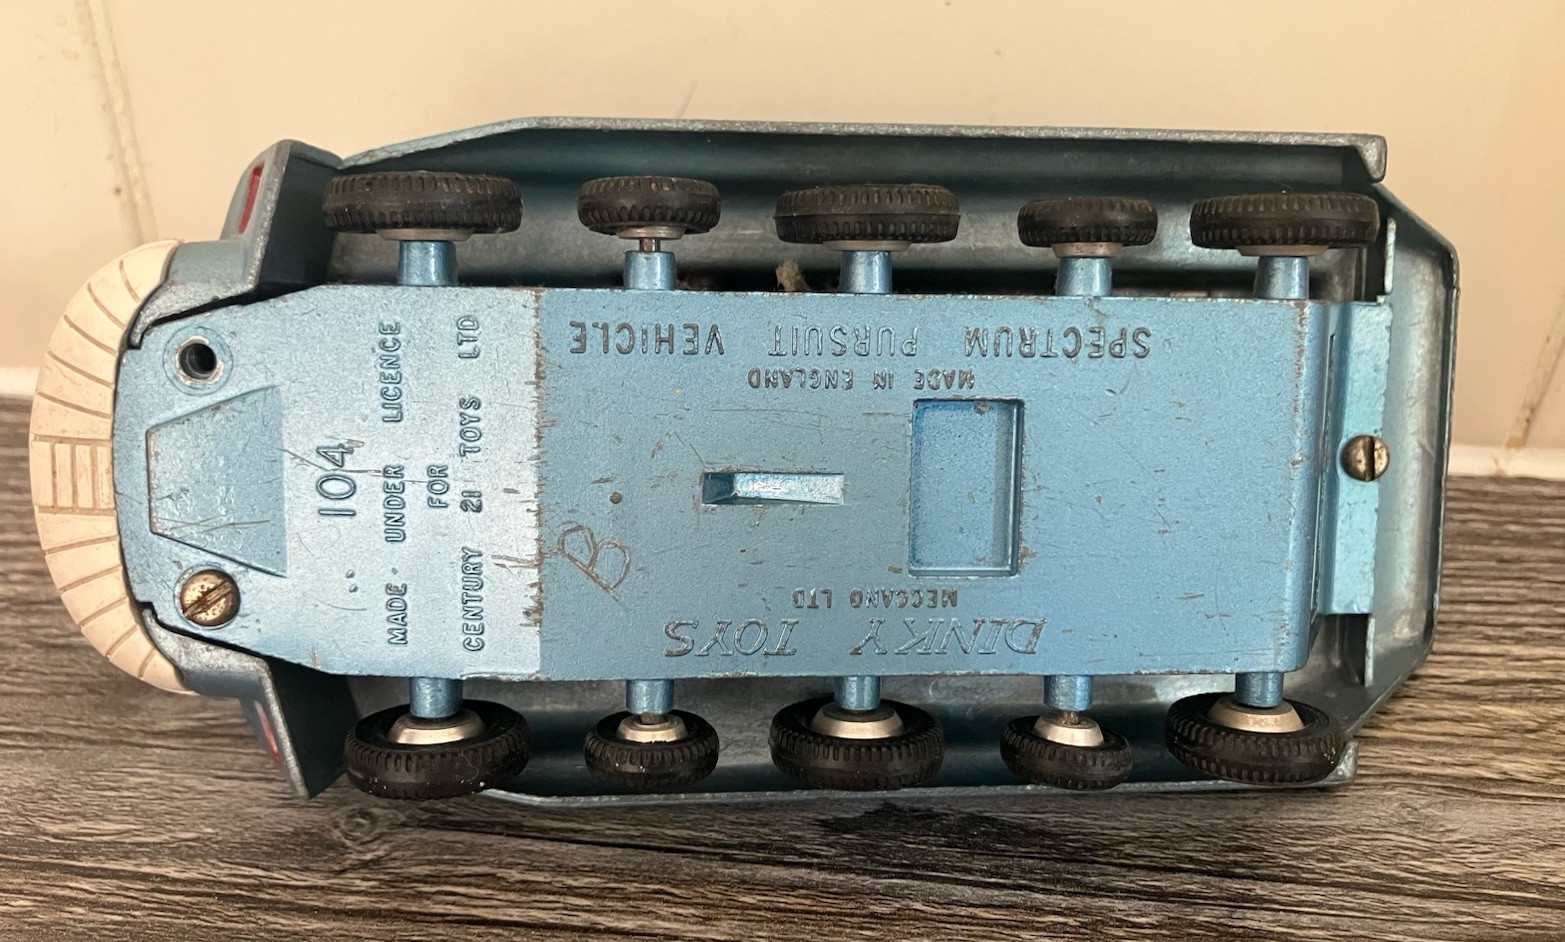 104
MADE UNDER LICENCE
FOR
CENTURY 21 TOYS LTD
SPECTRUM PURSUIT VEHICLE
MADE IN ENGLAND
B
MECCANO LTD
DINKY TOYS